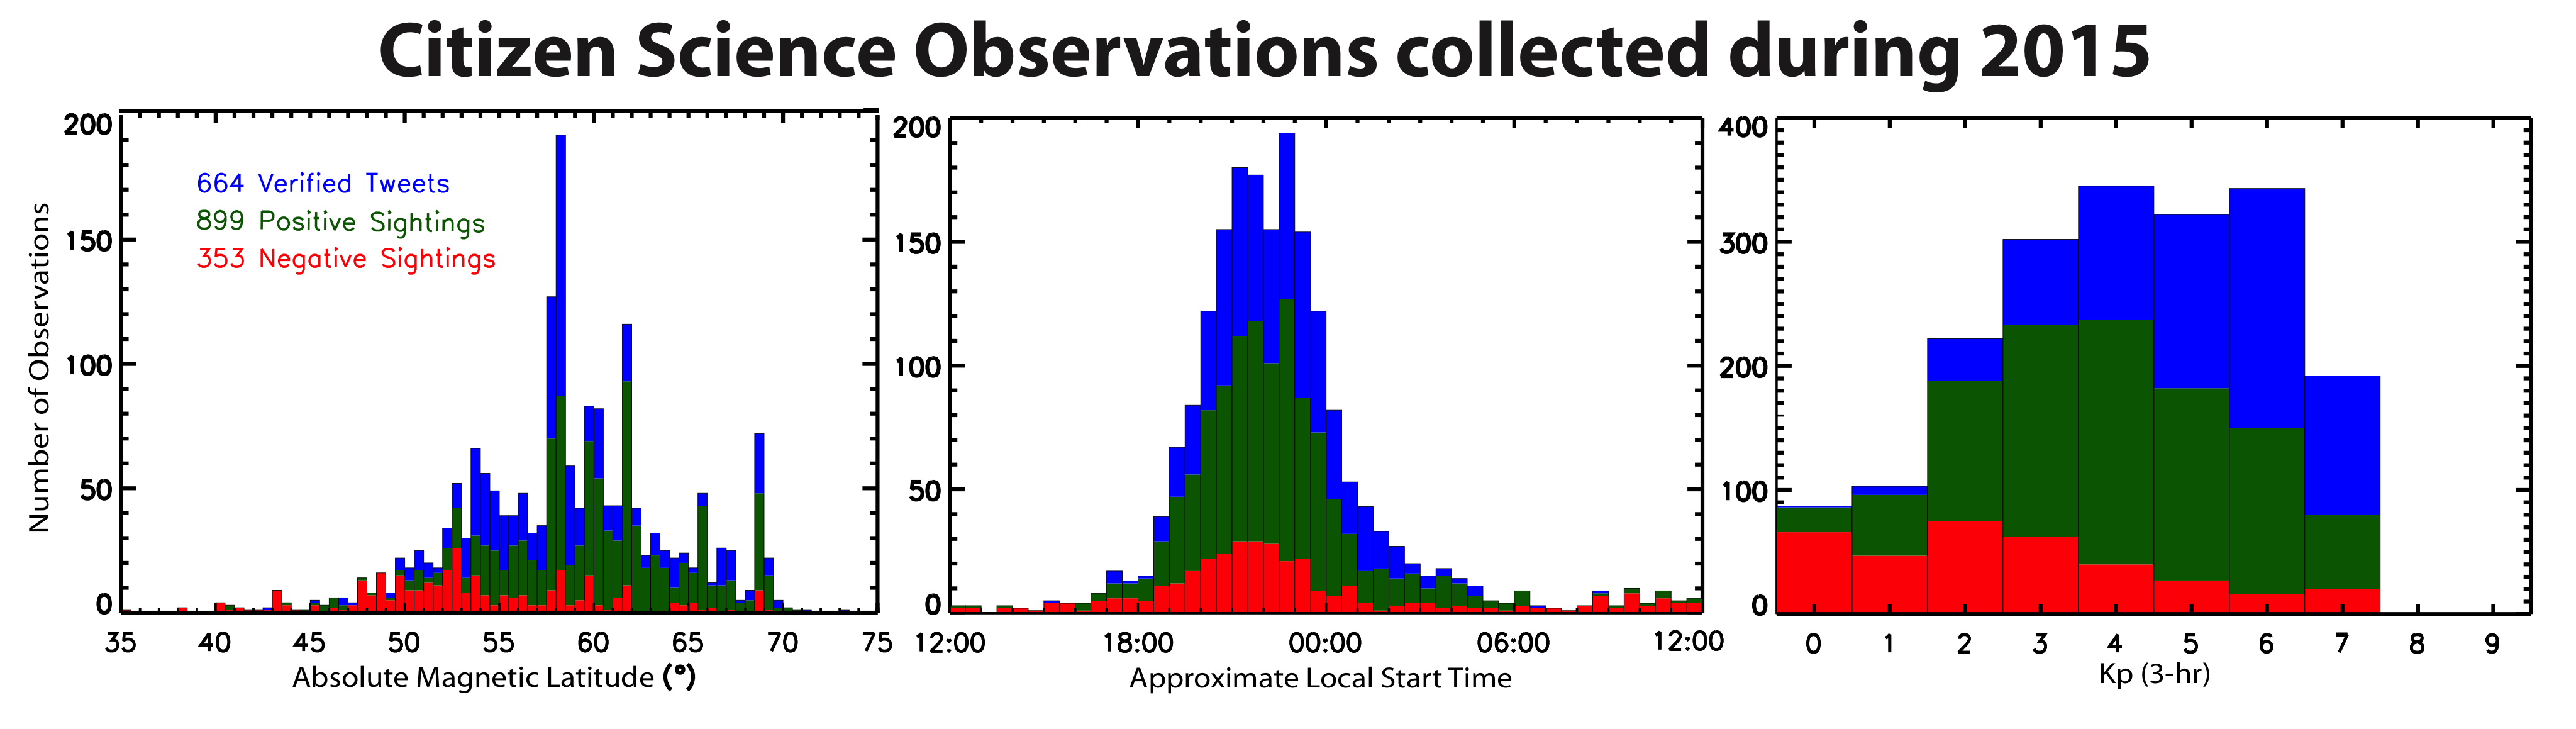 Citizen Science Observations collected during 2015
Number of Observations
200
150
100
50
0
664 Verified Tweets
899 Positive Sightings
353 Negative Sightings
35 40 45 50 55 60 65 70 75
Absolute Magnetic Latitude (°)
200
150
100
50
0
12:00 18:00 00:00 06:00 12:00
Approximate Local Start Time
400
300
200
100
0
0 1 2 3 4 5 6 7 8 9
Kp (3-hr)